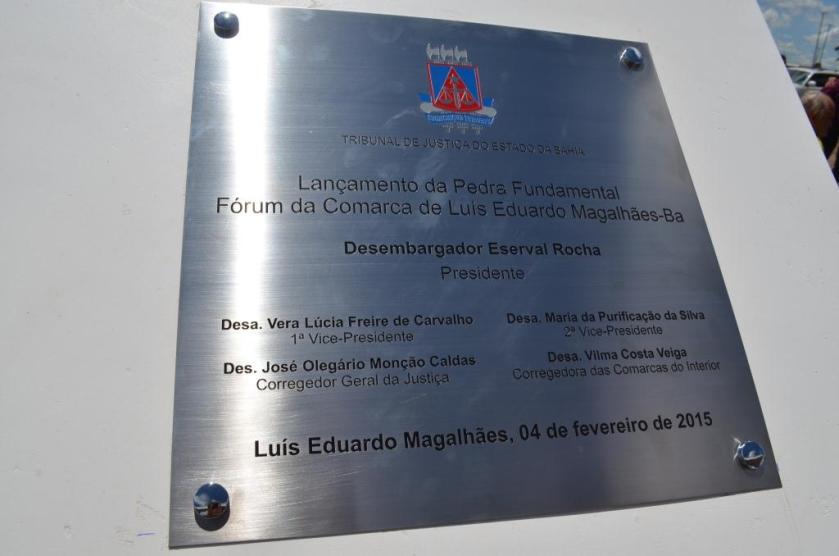 TRIBUNAL DE JUSTIÇA DO ESTADO DA BAHIA
Lançamento da Pedra Fundamental
Fórum da Comarca de Luís Eduardo Magalhães-Ba
Desembargador Eserval Rocha
Presidente
Desa. Vera Lúcia Freire de Carvalho
1ª Vice-Presidente
Desa. Maria da Purificação da Silva
2ª Vice-Presidente
Des. José Olegário Monção Caldas
Corregedor Geral da Justiça
Desa. Vilma Costa Veiga
Corregedora das Comarcas do Interior
Luís Eduardo Magalhães, 04 de fevereiro de 2015